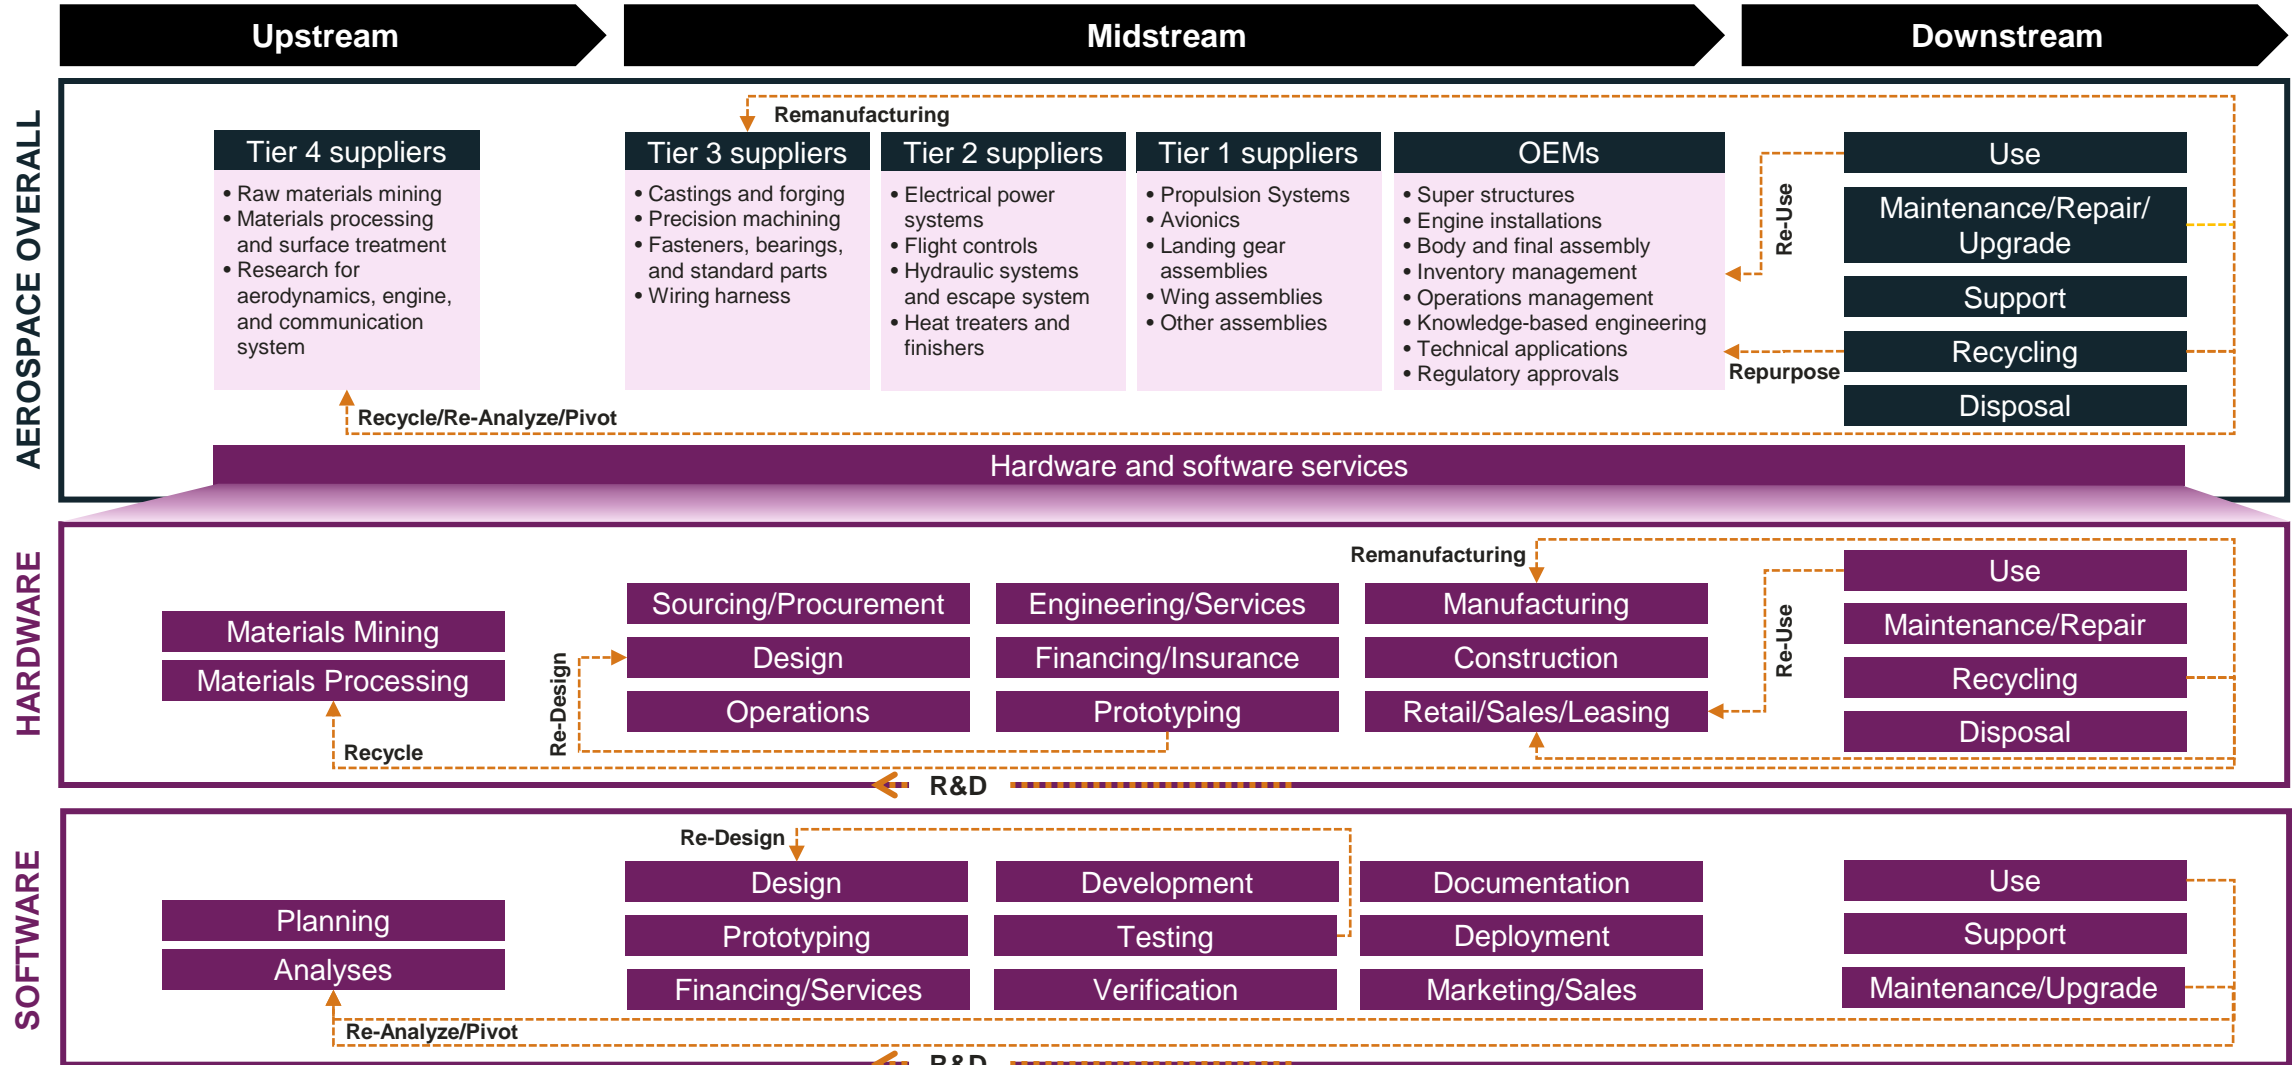 Upstream
Midstream
Downstream
AEROSPACE OVERALL
Remanufacturing
Tier 4 suppliers
• Raw materials mining
• Materials processing
and surface treatment
• Research for
aerodynamics, engine,
and communication
system
Tier 3 suppliers
• Castings and forging
• Precision machining
• Fasteners, bearings,
and standard parts
• Wiring harness
Tier 2 suppliers
• Electrical power
systems
• Flight controls
• Hydraulic systems
and escape system
• Heat treaters and
finishers
Tier 1 suppliers
• Propulsion Systems
• Avionics
• Landing gear
assemblies
• Wing assemblies
• Other assemblies
OEMs
• Super structures
• Engine installations
• Body and final assembly
• Inventory management
• Operations management
• Knowledge-based engineering
• Technical applications
• Regulatory approvals
Re-Use
Repurpose
Use
Maintenance/Repair/
Upgrade
Support
Recycling
Disposal
Recycle/Re-Analyze/Pivot
Hardware and software services
HARDWARE
Materials Mining
Materials Processing
Recycle
Re-Design
Sourcing/Procurement
Design
Operations
Engineering/Services
Financing/Insurance
Prototyping
Remanufacturing
Manufacturing
Construction
Retail/Sales/Leasing
Re-Use
Use
Maintenance/Repair
Recycling
Disposal
R&D
SOFTWARE
Planning
Analyses
Re-Analyze/Pivot
Re-Design
Design
Prototyping
Financing/Services
Development
Testing
Verification
Documentation
Deployment
Marketing/Sales
Use
Support
Maintenance/Upgrade
R&D